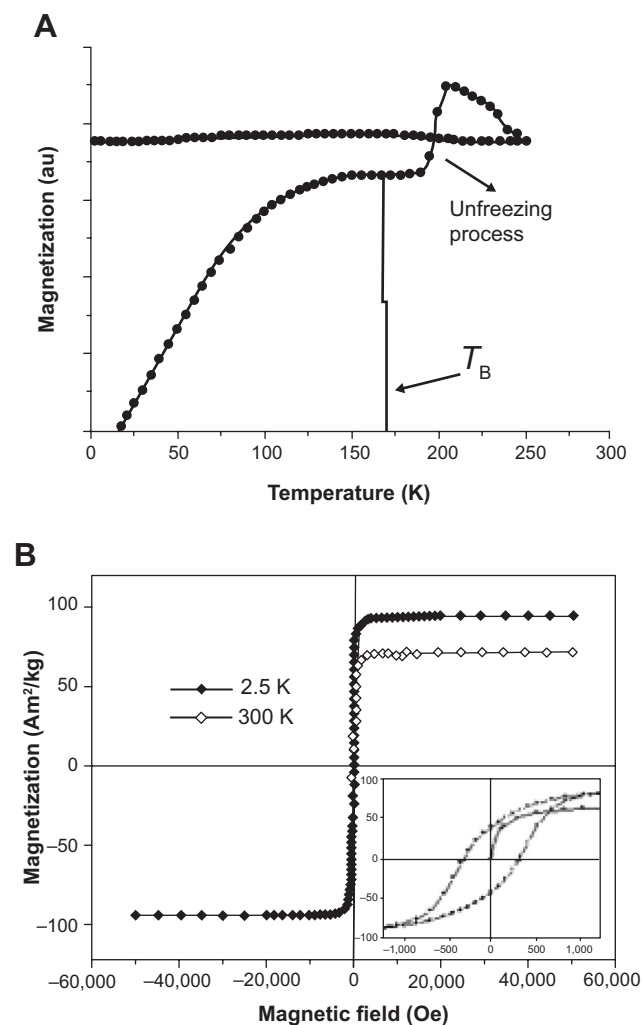 A
Magnetization (au)
Unfreezing
process
TB
0 50 100 150 200 250 300
Temperature (K)
B
Magnetization (Am²/kg)
100
50
0
−50
−100
2.5 K
300 K
100
50
0
−50
−100
−1,000 −500 0 500 1,000
−60,000 −40,000 −20,000 0 20,000 40,000 60,000
Magnetic field (Oe)